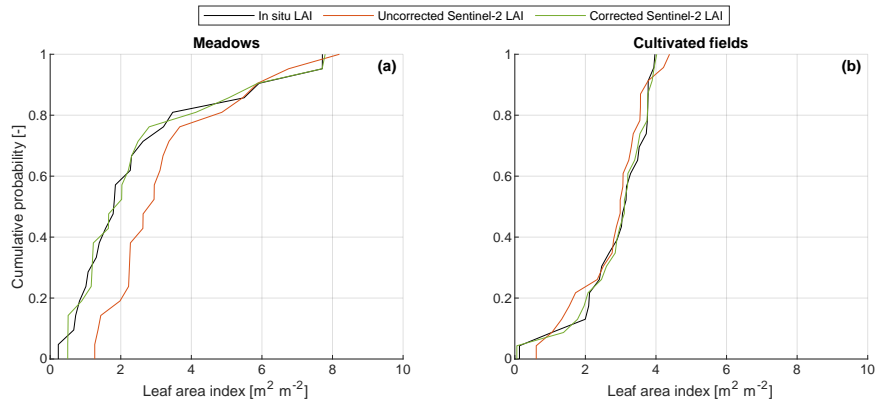 In situ LAI Uncorrected Sentinel-2 LAI Corrected Sentinel-2 LAI
Meadows
(a)
Cumulative probability [-]
1
0.8
0.6
0.4
0.2
0
0 2 4 6 8 10
Leaf area index [m² m⁻²]
Cultivated fields
(b)
1
0.8
0.6
0.4
0.2
0
0 2 4 6 8 10
Leaf area index [m² m⁻²]